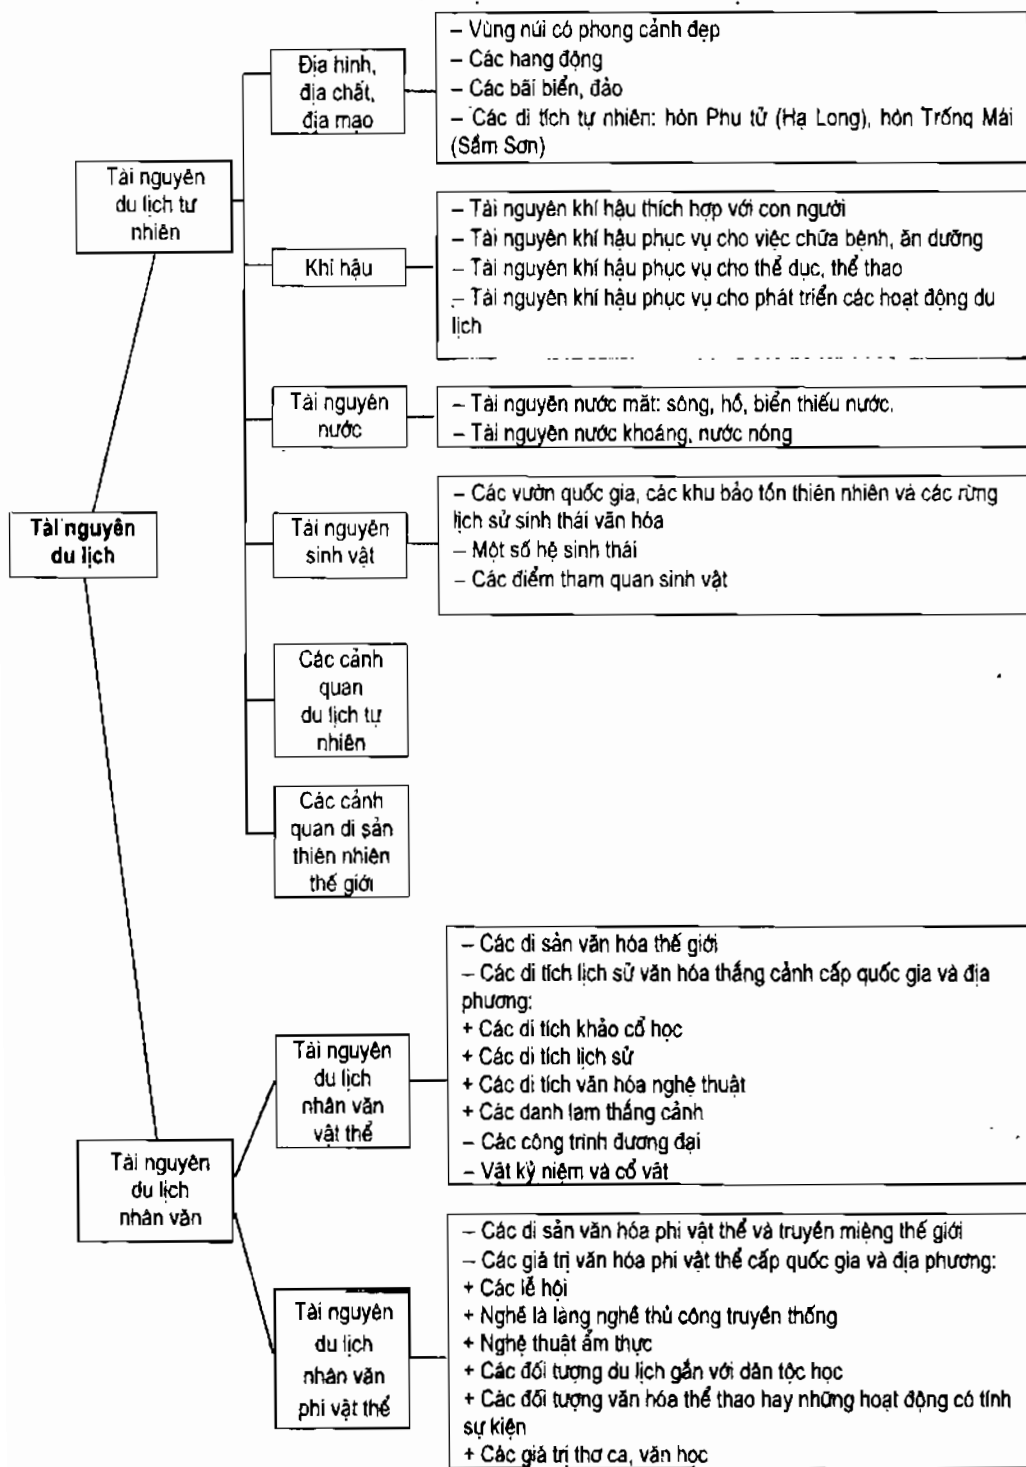 Tài nguyên
du lịch
Tài nguyên
du lịch tư
nhiên
Địa hình,
địa chất,
địa mạo
– Vùng núi có phong cảnh đẹp
– Các hang động
– Các bãi biển, đảo
– Các di tích tự nhiên: hòn Phu tử (Hạ Long), hòn Trống Mái
(Sầm Sơn)
Khí hậu
– Tài nguyên khí hậu thích hợp với con người
– Tài nguyên khí hậu phục vụ cho việc chữa bệnh, ăn dưỡng
– Tài nguyên khí hậu phục vụ cho thể dục, thể thao
– Tài nguyên khí hậu phục vụ cho phát triển các hoạt động du
lịch
Tài nguyên
nước
– Tài nguyên nước mặt: sông, hồ, biển thiếu nước.
– Tài nguyên nước khoáng, nước nóng
Tài nguyên
sinh vật
– Các vườn quốc gia, các khu bảo tồn thiên nhiên và các rừng
lịch sử sinh thái văn hóa
– Một số hệ sinh thái
– Các điểm tham quan sinh vật
Các cảnh
quan
du lịch tự
nhiên
Các cảnh
quan di sản
thiên nhiên
thế giới
Tài nguyên
du lịch
nhân văn
Tài nguyên
du lịch
nhân văn
vật thể
– Các di sản văn hóa thế giới
– Các di tích lịch sử văn hóa thắng cảnh cấp quốc gia và địa
phương:
+ Các di tích khảo cổ học
+ Các di tích lịch sử
+ Các di tích văn hóa nghệ thuật
+ Các danh lam thắng cảnh
– Các công trình đương đại
– Vật kỷ niệm và cổ vật
Tài nguyên
du lịch
nhân văn
phi vật thể
– Các di sản văn hóa phi vật thể và truyền miệng thế giới
– Các giá trị văn hóa phi vật thể cấp quốc gia và địa phương:
+ Các lễ hội
+ Nghề là làng nghề thủ công truyền thống
+ Nghệ thuật ẩm thực
+ Các đối tượng du lịch gắn với dân tộc học
+ Các đối tượng văn hóa thể thao hay những hoạt động có tính
sự kiện
+ Các giá trị thơ ca, văn học